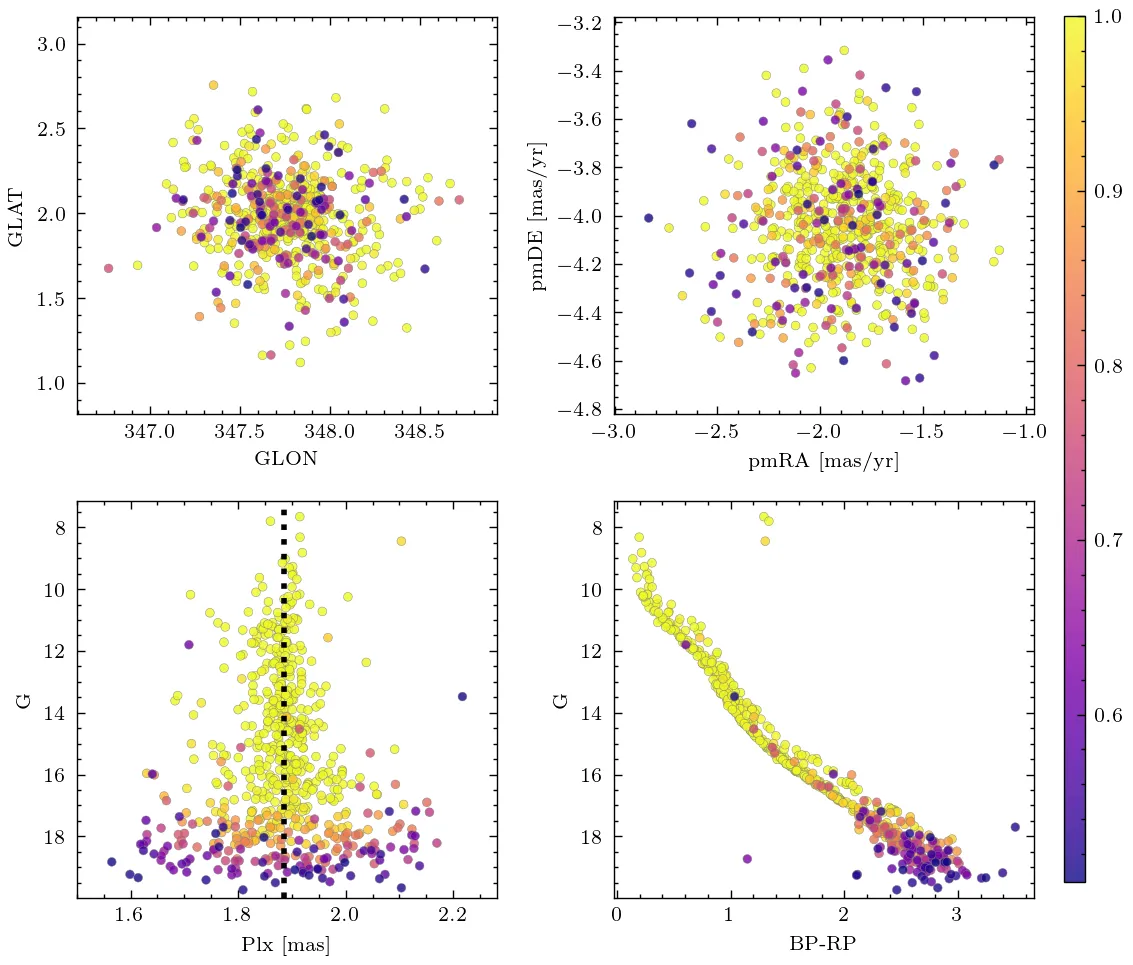 3.0
2.5
2.0
1.5
1.0
GLAT
347.0 347.5 348.0 348.5
GLON
−3.2
−3.4
−3.6
−3.8
−4.0
−4.2
−4.4
−4.6
−4.8
pmDE [mas/yr]
−3.0 −2.5 −2.0 −1.5 −1.0
pmRA [mas/yr]
8
10
12
14
16
18
G
1.6 1.8 2.0 2.2
Plx [mas]
8
10
12
14
16
18
G
0 1 2 3
BP-RP
1.0
0.9
0.8
0.7
0.6